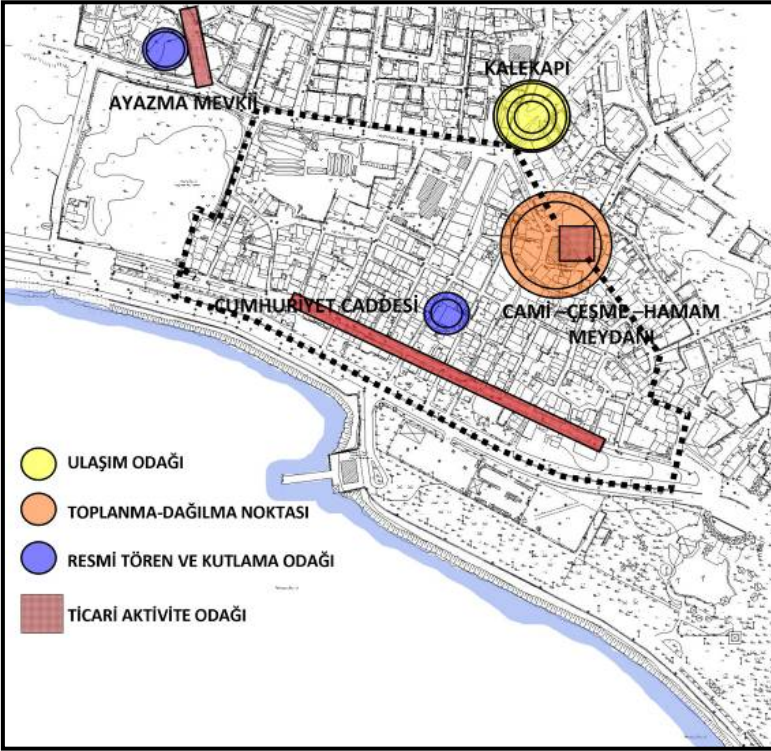 KALEKAPI
AYAZMA MEVKİİ
CUMHURİYET CADDESİ
CAMİ –ÇEŞME –HAMAM
MEYDANI
ULAŞIM ODAĞI
TOPLANMA-DAĞILMA NOKTASI
RESMİ TÖREN VE KUTLAMA ODAĞI
TİCARİ AKTİVİTE ODAĞI